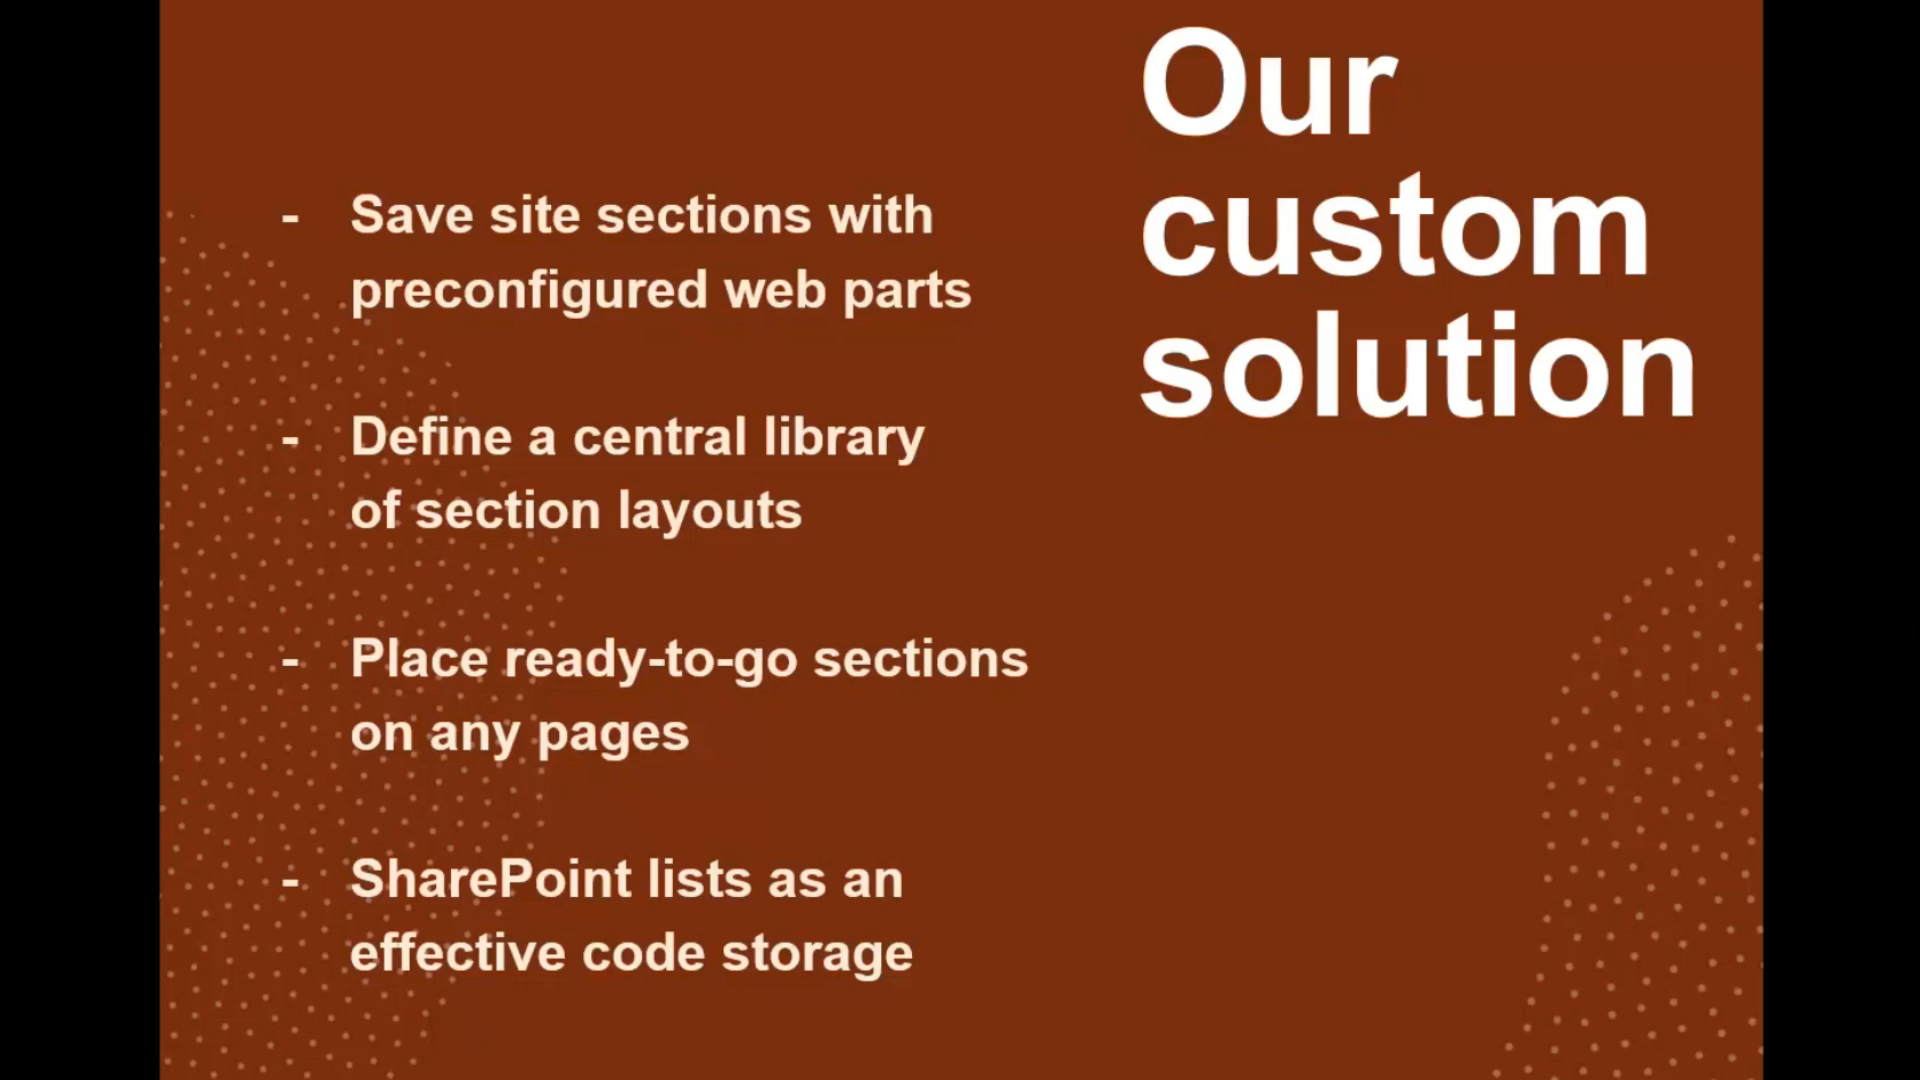 Our
custom
solution
- Save site sections with
preconfigured web parts
- Define a central library
of section layouts
- Place ready-to-go sections
on any pages
- SharePoint lists as an
effective code storage